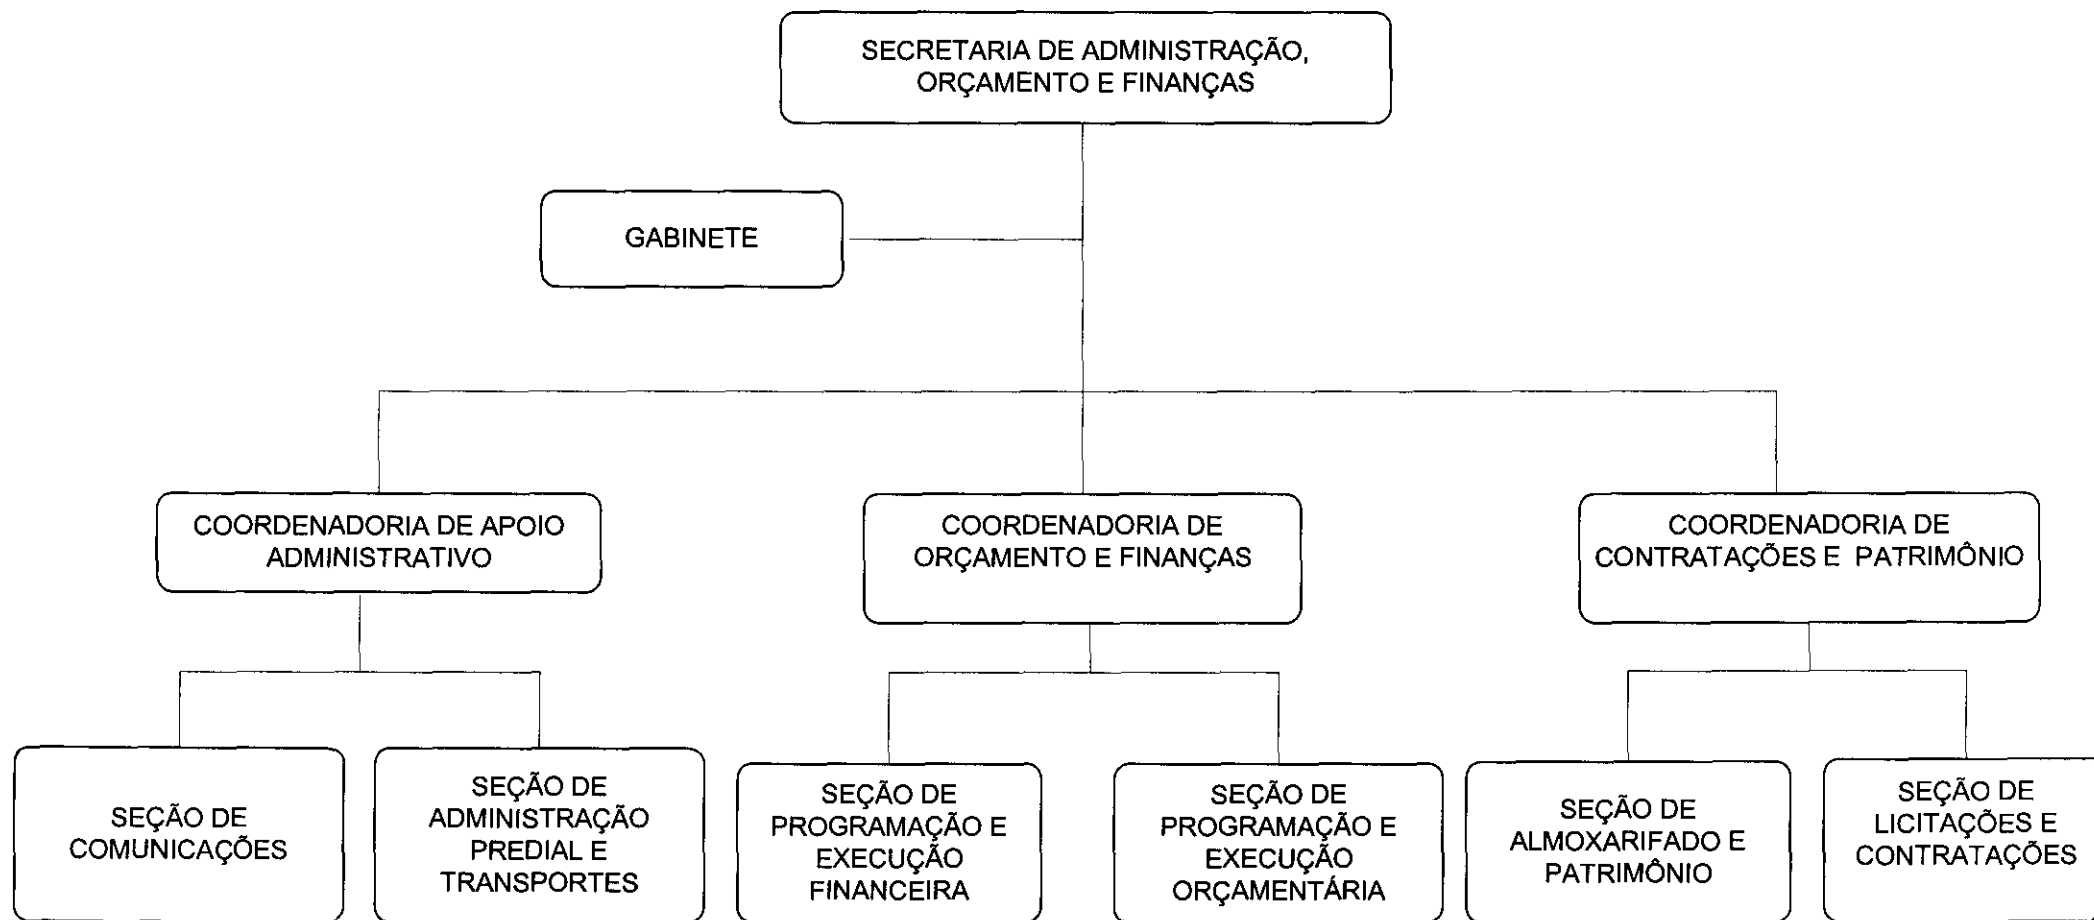 SECRETARIA DE ADMINISTRAÇÃO,
ORÇAMENTO E FINANÇAS
GABINETE
COORDENADORIA DE APOIO
ADMINISTRATIVO
COORDENADORIA DE
ORÇAMENTO E FINANÇAS
COORDENADORIA DE
CONTRATAÇÕES E PATRIMÔNIO
SEÇÃO DE
COMUNICAÇÕES
SEÇÃO DE
ADMINISTRAÇÃO
PREDIAL E
TRANSPORTES
SEÇÃO DE
PROGRAMAÇÃO E
EXECUÇÃO
FINANCEIRA
SEÇÃO DE
PROGRAMAÇÃO E
EXECUÇÃO
ORÇAMENTÁRIA
SEÇÃO DE
ALMOXARIFADO E
PATRIMÔNIO
SEÇÃO DE
LICITAÇÕES E
CONTRATAÇÕES